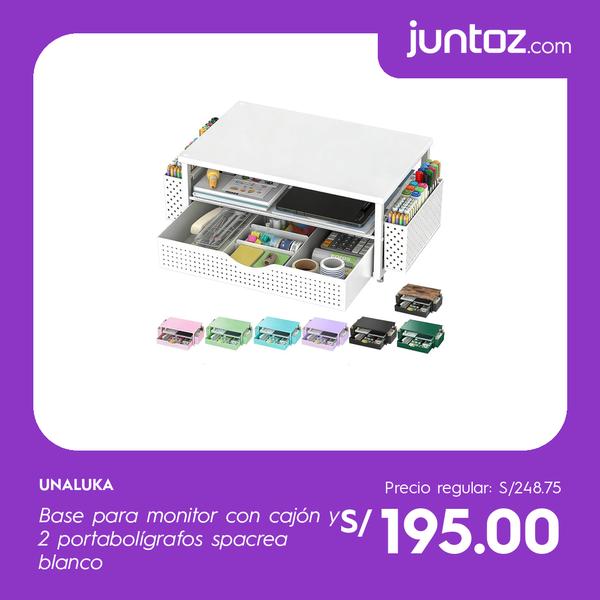 juntoz.com
UNALUKA
Base para monitor con cajón y
2 portabolígrafos spacrea
blanco
Precio regular: S/248.75
S/195.00